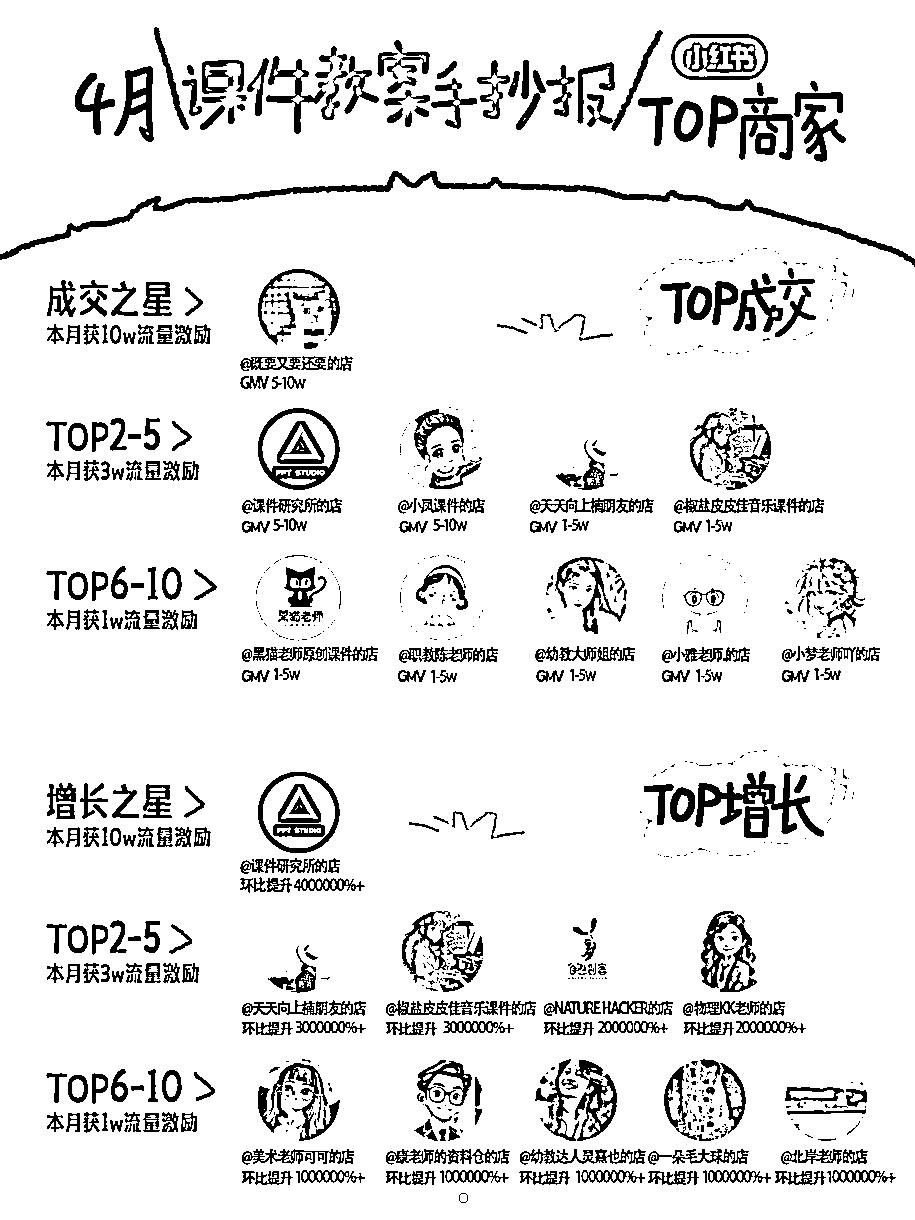 4月\课件教案手抄报/
小红书
TOP商家
TOP成交
成交之星 >
本月获10w流量激励
@既要又要还要的店
GMV 5-10w
TOP2-5 >
本月获3w流量激励
PPT STUDIO
@课件研究所的店
GMV 5-10w
@小凤课件的店
GMV 5-10w
@天天向上楠朋友的店
GMV 1-5w
@椒盐皮皮佳音乐课件的店
GMV 1-5w
TOP6-10 >
本月获1w流量激励
黑猫老师
@黑猫老师原创课件的店
GMV 1-5w
@职教陈老师的店
GMV 1-5w
@幼教大师姐的店
GMV 1-5w
@小雅老师.的店
GMV 1-5w
@小梦老师吖的店
GMV 1-5w
TOP增长
增长之星 >
本月获10w流量激励
PPT STUDIO
@课件研究所的店
环比提升 4000000%+
TOP2-5 >
本月获3w流量激励
@天天向上楠朋友的店
环比提升 3000000%+
@椒盐皮皮佳音乐课件的店
环比提升 3000000%+
@NATURE HACKER的店
环比提升 2000000%+
@物理KK老师的店
环比提升2000000%+
TOP6-10 >
本月获1w流量激励
@美术老师可可的店
环比提升 1000000%+
老师的资料仓的店
环比提升 1000000%+
@幼教达人灵熹也的店
环比提升 1000000%+
@一朵毛大球的店
环比提升 1000000%+
@北岸老师的店
环比提升1000000%+